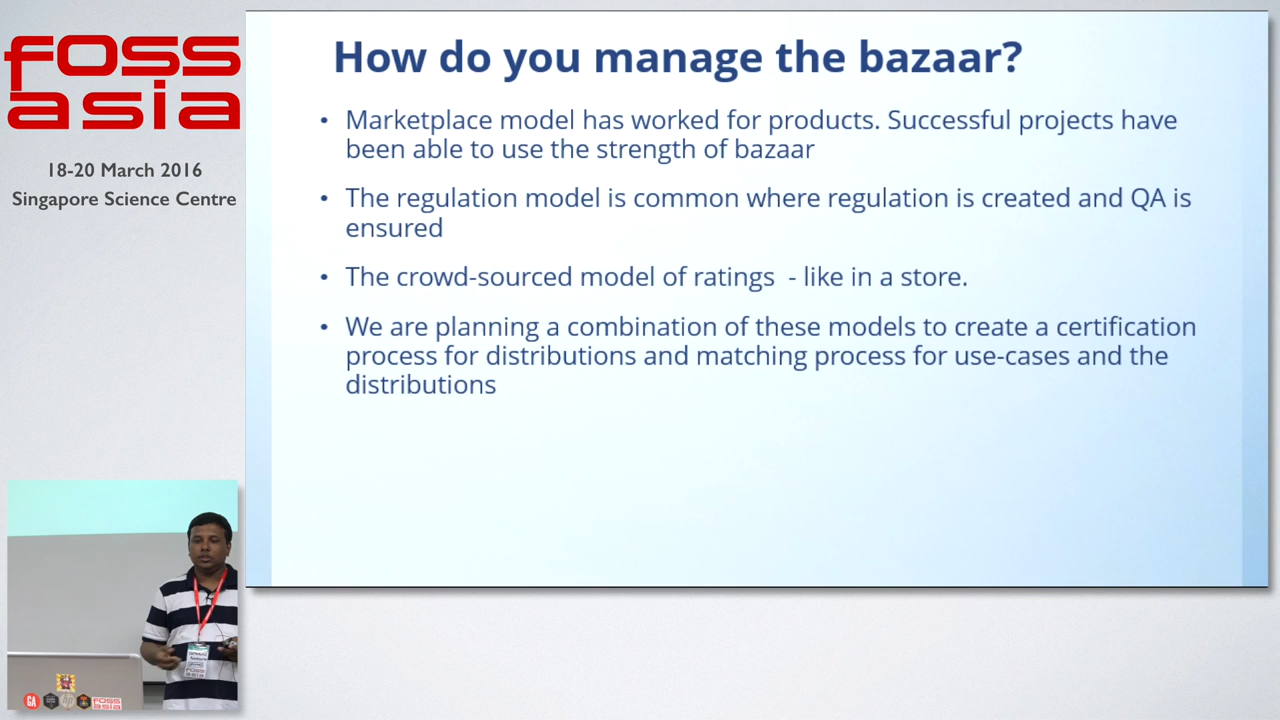 foss
asia
18-20 March 2016
Singapore Science Centre
How do you manage the bazaar?
• Marketplace model has worked for products. Successful projects have
been able to use the strength of bazaar
• The regulation model is common where regulation is created and QA is
ensured
• The crowd-sourced model of ratings - like in a store.
• We are planning a combination of these models to create a certification
process for distributions and matching process for use-cases and the
distributions
GA
hp
FOSS
asia